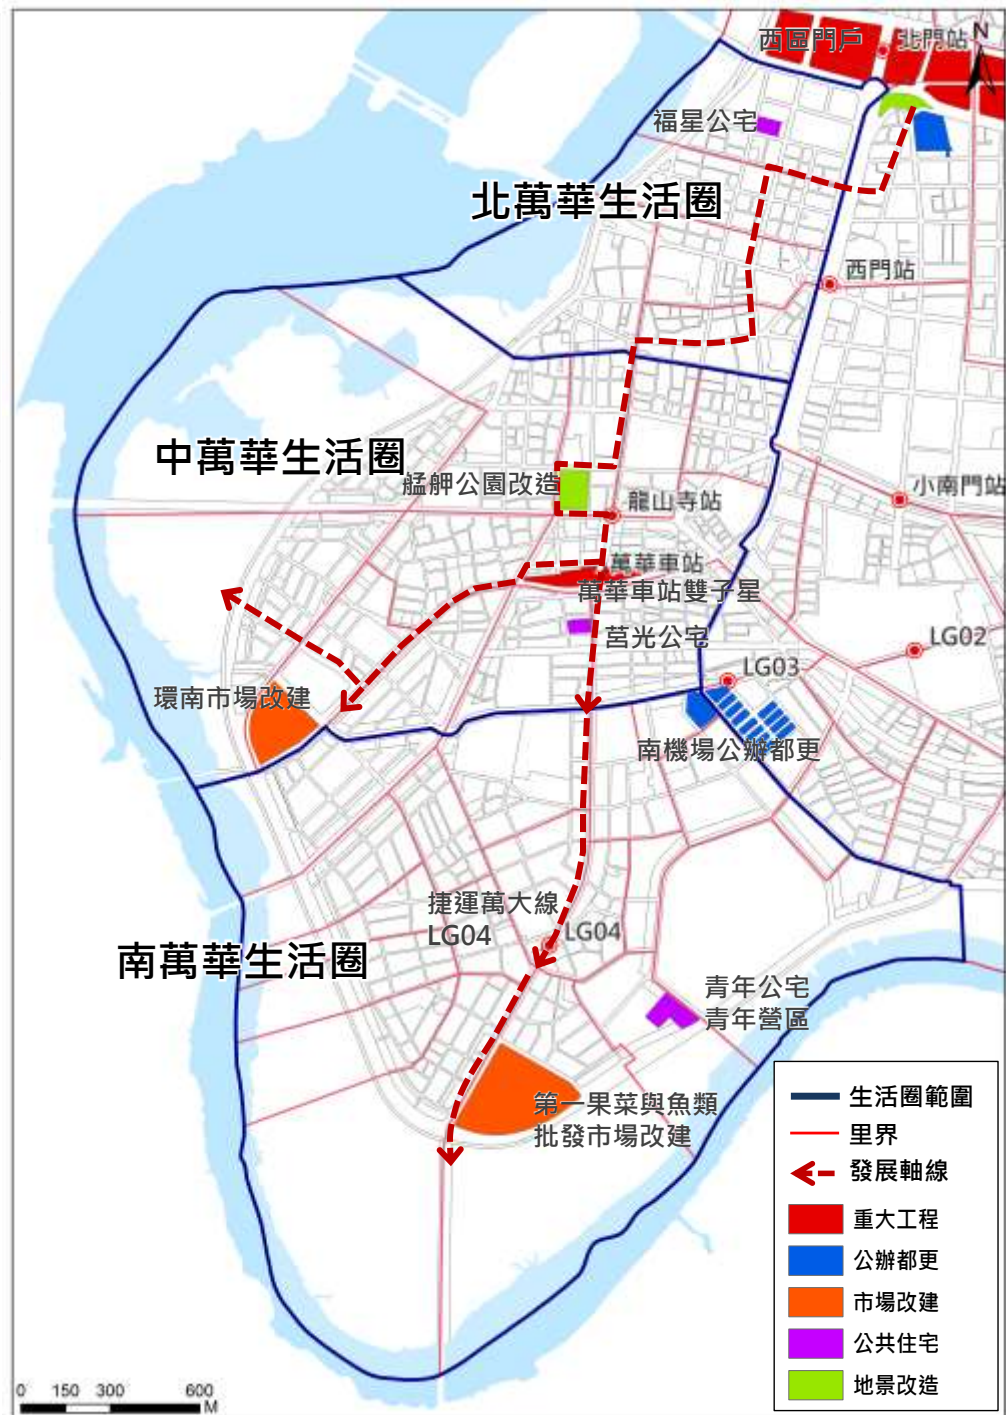 西區門戶
北門站
N
福星公宅
北萬華生活圈
西門站
中萬華生活圈
艋舺公園改造
龍山寺站
小南門站
萬華車站
萬華車站雙子星
莒光公宅
LG02
LG03
環南市場改建
南機場公辦都更
捷運萬大線
LG04
LG04
南萬華生活圈
青年公宅
青年營區
第一果菜與魚類
批發市場改建
生活圈範圍
里界
發展軸線
重大工程
公辦都更
市場改建
公共住宅
地景改造
0 150 300 600
M